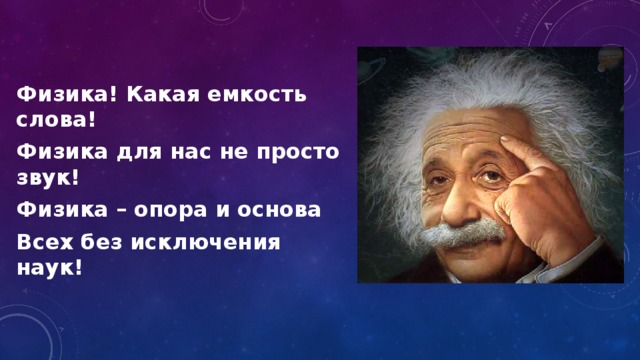 Физика! Какая емкость
слова!
Физика для нас не просто
звук!
Физика – опора и основа
Всех без исключения
наук!